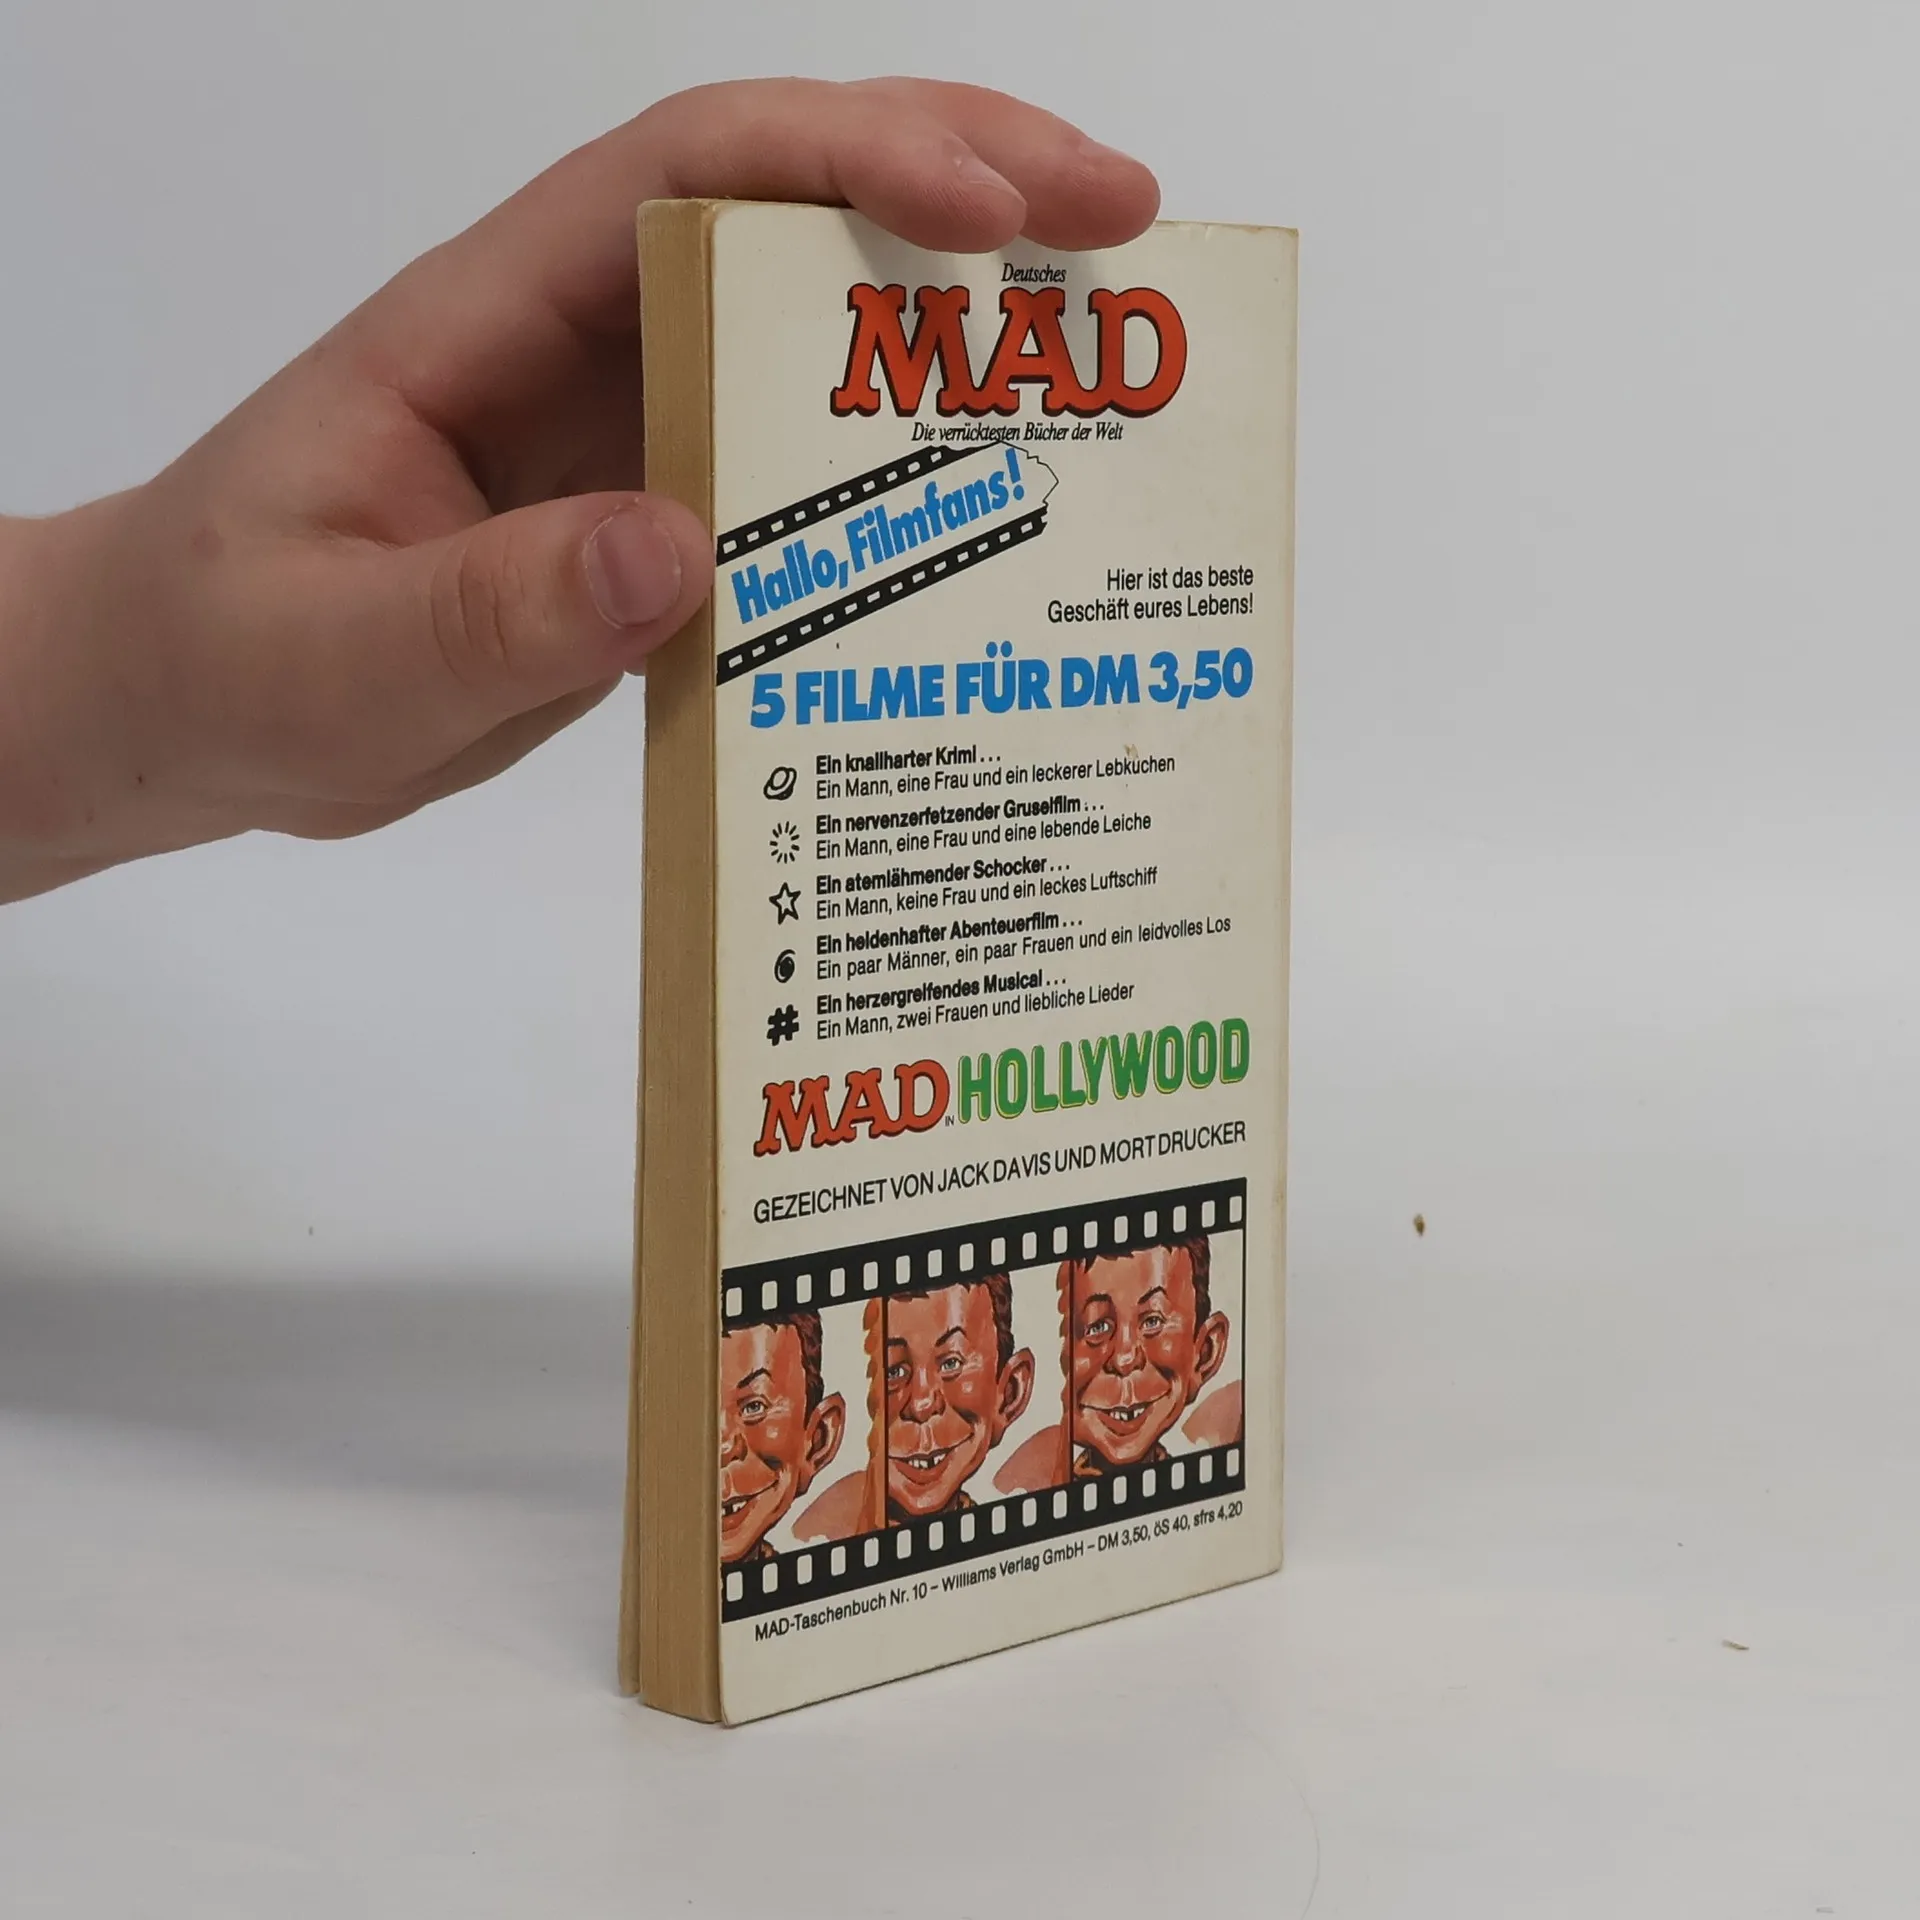 Deutsches
MAD
Die verrücktesten Bücher der Welt
Hallo, Filmfans!
Hier ist das beste
Geschäft eures Lebens!
5 FILME FÜR DM 3,50
Ein knallharter Krimi...
Ein Mann, eine Frau und ein leckerer Lebkuchen
Ein nervenzerfetzender Gruselfilm...
Ein Mann, eine Frau und eine lebende Leiche
Ein atemlähmender Schocker...
Ein Mann, keine Frau und ein leckes Luftschiff
Ein heldenhafter Abenteuerfilm...
Ein paar Männer, ein paar Frauen und ein leidvolles Los
# Ein herzergreifendes Musical...
Ein Mann, zwei Frauen und liebliche Lieder
MAD IN HOLLYWOOD
GEZEICHNET VON JACK DAVIS UND MORT DRUCKER
MAD-Taschenbuch Nr. 10 – Williams Verlag GmbH – DM 3,50, öS 40, sfrs 4,20